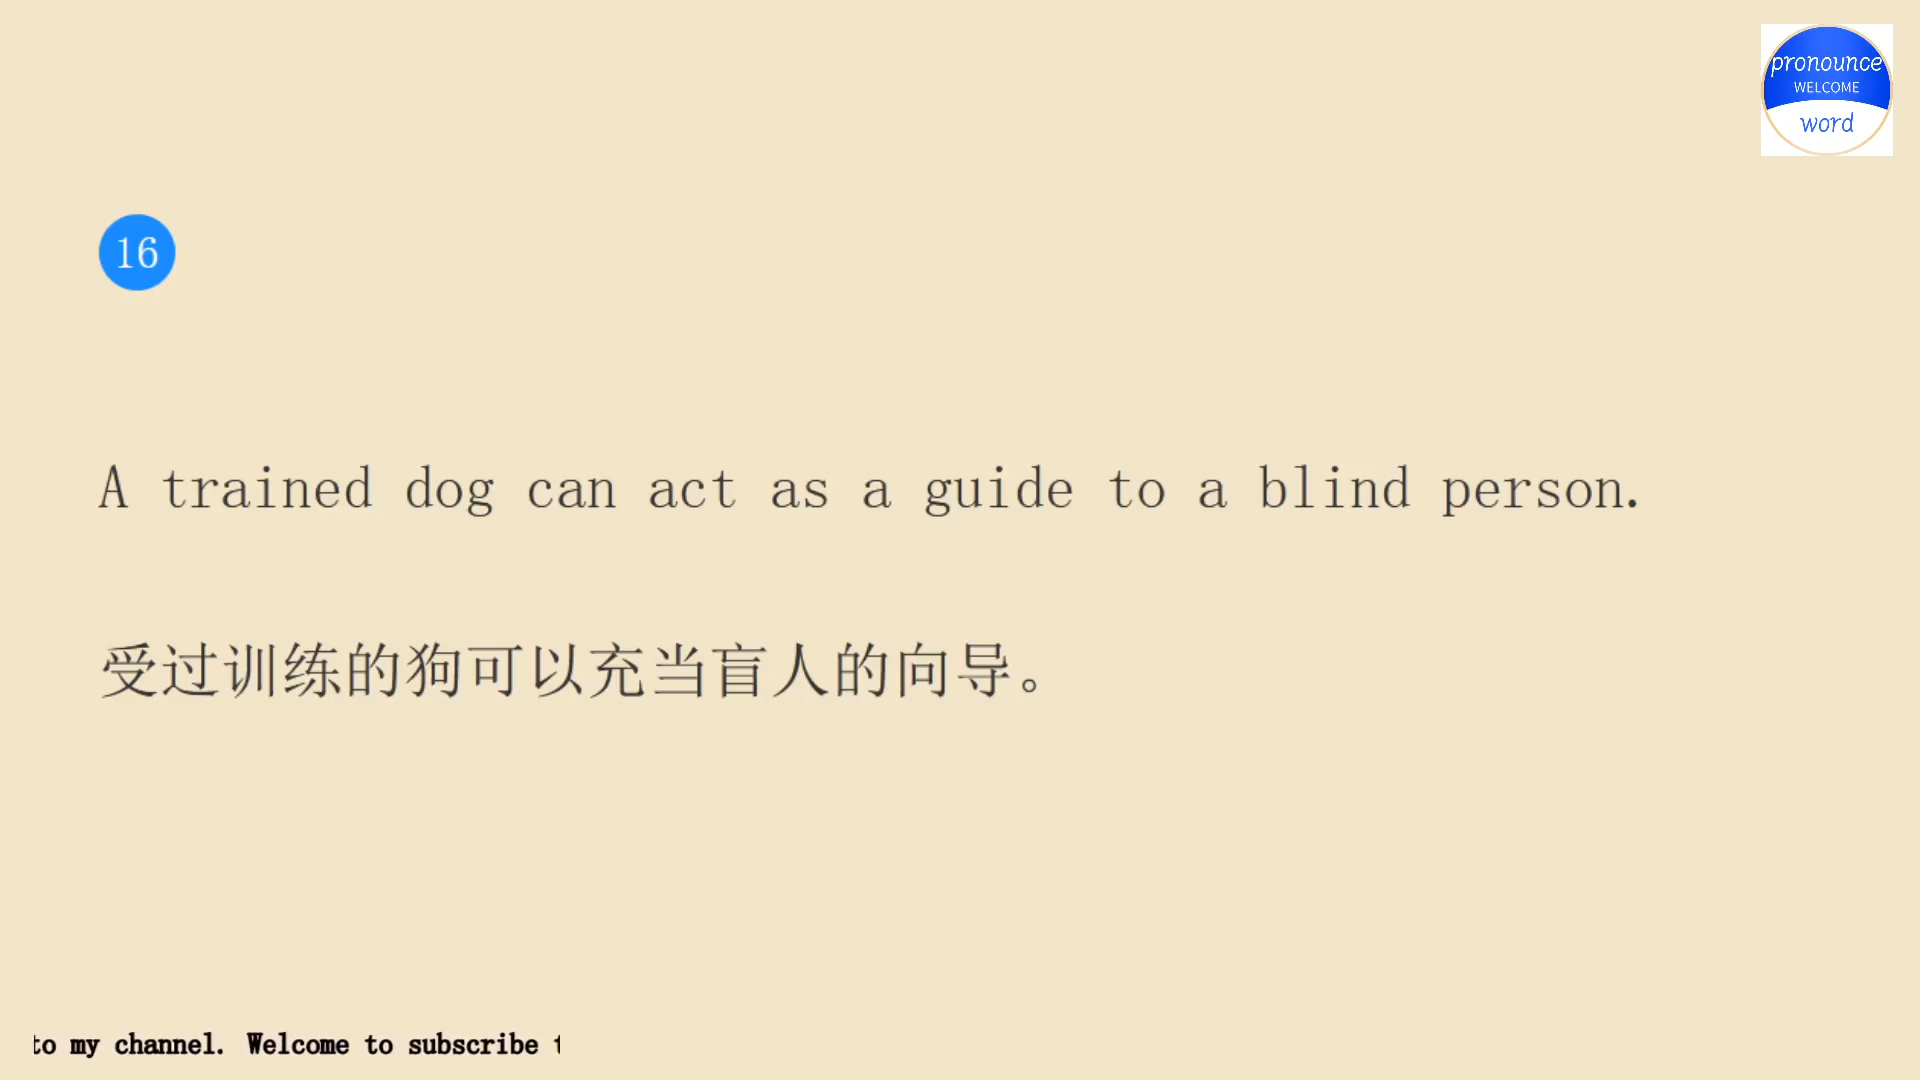 pronounce
WELCOME
word
16
A trained dog can act as a guide to a blind person.
受过训练的狗可以充当盲人的向导。
to my channel. Welcome to subscribe t